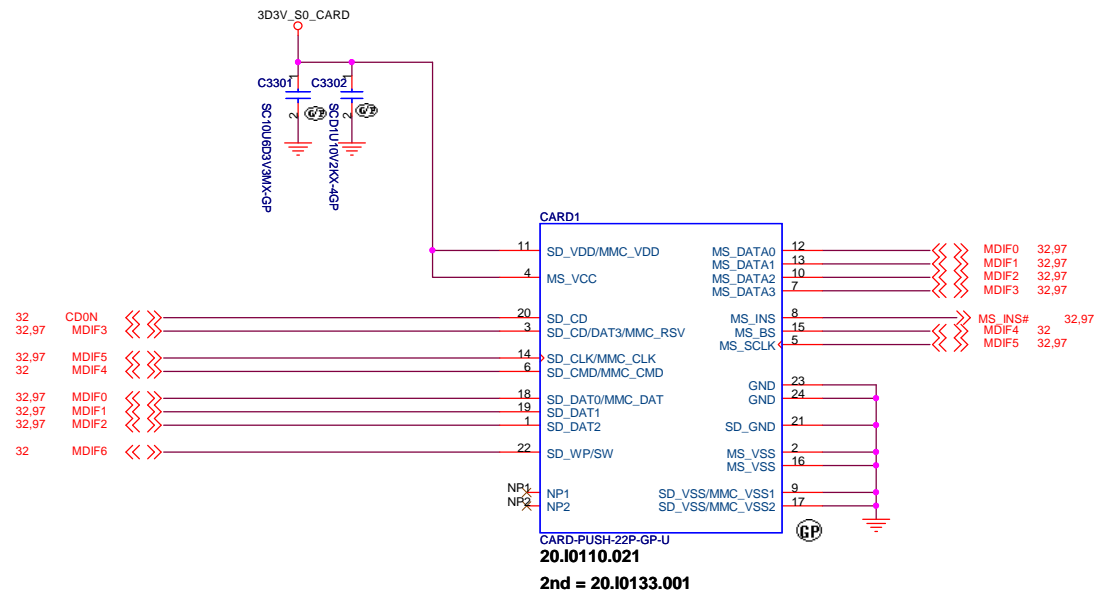 3D3V_S0_CARD
C3301 1 2 SC10U6D3V3MX-GP G/P
C3302 1 2 SCD1U10V2KX-4GP G/P
CARD1
11 SD_VDD/MMC_VDD
4 MS_VCC
32 CD0N 20 SD_CD
32,97 MDIF3 3 SD_CD/DAT3/MMC_RSV
32,97 MDIF5 14 SD_CLK/MMC_CLK
32 MDIF4 6 SD_CMD/MMC_CMD
32,97 MDIF0 18 SD_DAT0/MMC_DAT
32,97 MDIF1 19 SD_DAT1
32,97 MDIF2 1 SD_DAT2
32 MDIF6 22 SD_WP/SW
NP1 NP1
NP2 NP2
MS_DATA0 12 MDIF0 32,97
MS_DATA1 13 MDIF1 32,97
MS_DATA2 10 MDIF2 32,97
MS_DATA3 7 MDIF3 32,97
MS_INS 8 MS_INS# 32,97
MS_BS 15 MDIF4 32
MS_SCLK 5 MDIF5 32,97
GND 23
GND 24
SD_GND 21
MS_VSS 2
MS_VSS 16
SD_VSS/MMC_VSS1 9
SD_VSS/MMC_VSS2 17
GP
CARD-PUSH-22P-GP-U
20.I0110.021
2nd = 20.I0133.001